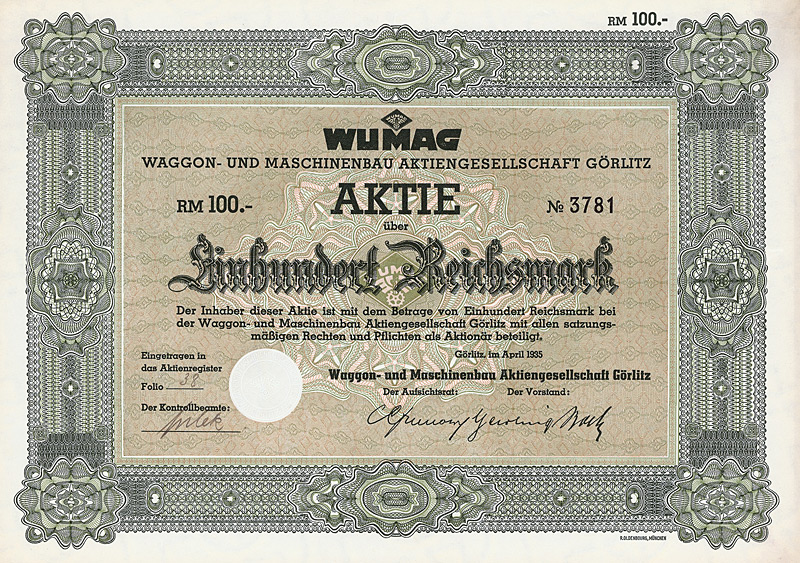 RM 100.-
WUMAG
WAGGON- UND MASCHINENBAU AKTIENGESELLSCHAFT GÖRLITZ
RM 100.- AKTIE № 3781
über
Einhundert Reichsmark
Der Inhaber dieser Aktie ist mit dem Betrage von Einhundert Reichsmark bei
der Waggon- und Maschinenbau Aktiengesellschaft Görlitz mit allen satzungs-
mäßigen Rechten und Pflichten als Aktionär beteiligt.
Eingetragen in
das Aktienregister
Folio 38
Der Kontrollbeamte:
Görlitz, im April 1935
Waggon- und Maschinenbau Aktiengesellschaft Görlitz
Der Aufsichtsrat: Der Vorstand:
R. OLDENBOURG, MÜNCHEN